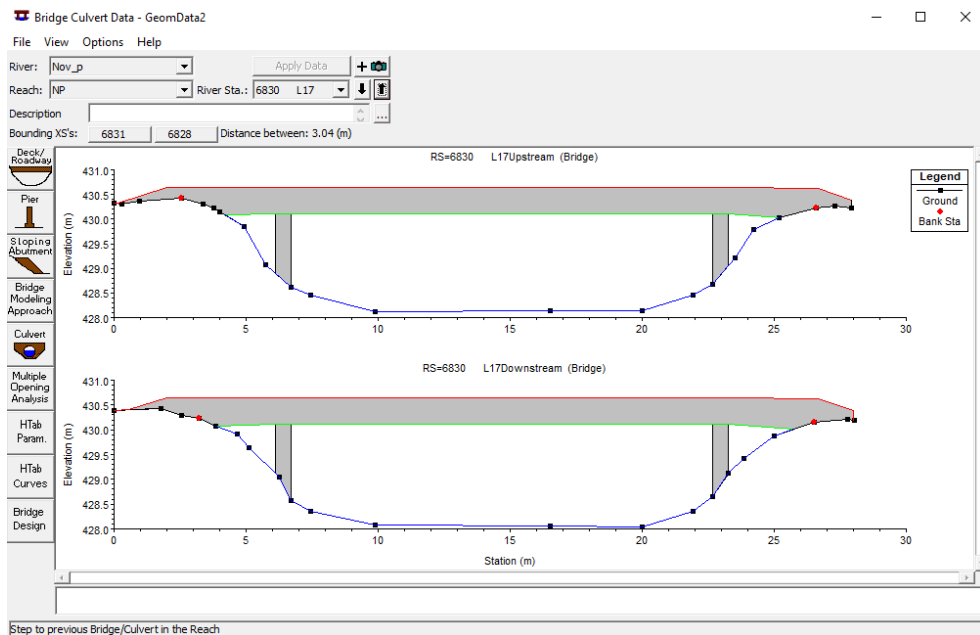 Bridge Culvert Data - GeomData2
File View Options Help
River: Nov_p Apply Data
Reach: NP River Sta.: 6830 L17
Description ...
Bounding XS's: 6831 6828 Distance between: 3.04 (m)
Deck/
Roadway
Pier
Sloping
Abutment
Bridge
Modeling
Approach
Culvert
Multiple
Opening
Analysis
HTab
Param.
HTab
Curves
Bridge
Design
RS=6830 L17Upstream (Bridge)
431.0
430.5
430.0
429.5
429.0
428.5
428.0
Elevation (m)
0 5 10 15 20 25 30
Legend
Ground
Bank Sta
RS=6830 L17Downstream (Bridge)
431.0
430.5
430.0
429.5
429.0
428.5
428.0
Elevation (m)
0 5 10 15 20 25 30
Station (m)
Step to previous Bridge/Culvert in the Reach